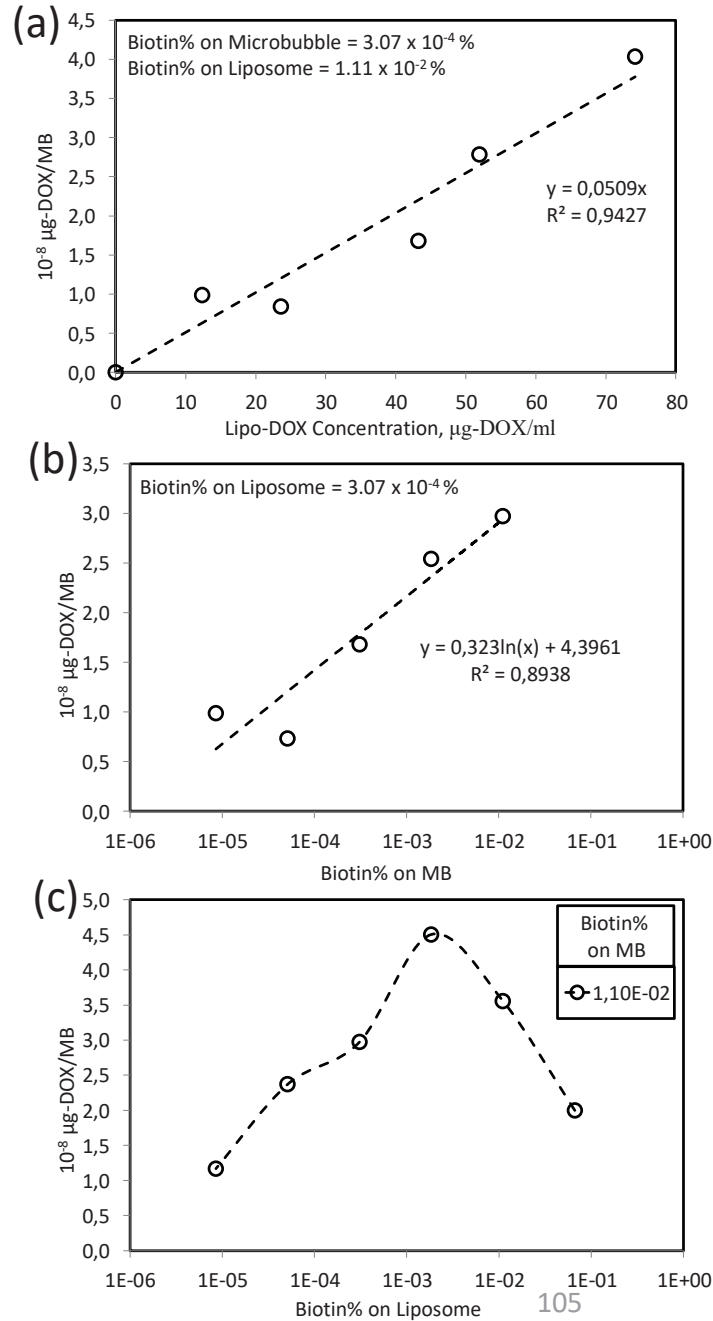 (a)
Biotin% on Microbubble = 3.07 x 10⁻⁴ %
Biotin% on Liposome = 1.11 x 10⁻² %
10⁻⁸ µg-DOX/MB
4,5
4,0
3,5
3,0
2,5
2,0
1,5
1,0
0,5
0,0
y = 0,0509x
R² = 0,9427
0 10 20 30 40 50 60 70 80
Lipo-DOX Concentration, µg-DOX/ml
(b)
Biotin% on Liposome = 3.07 x 10⁻⁴ %
10⁻⁸ µg-DOX/MB
3,5
3,0
2,5
2,0
1,5
1,0
0,5
0,0
y = 0,323ln(x) + 4,3961
R² = 0,8938
1E-06 1E-05 1E-04 1E-03 1E-02 1E-01 1E+00
Biotin% on MB
(c)
10⁻⁸ µg-DOX/MB
5,0
4,5
4,0
3,5
3,0
2,5
2,0
1,5
1,0
0,5
0,0
Biotin%
on MB
1,10E-02
1E-06 1E-05 1E-04 1E-03 1E-02 1E-01 1E+00
Biotin% on Liposome
105